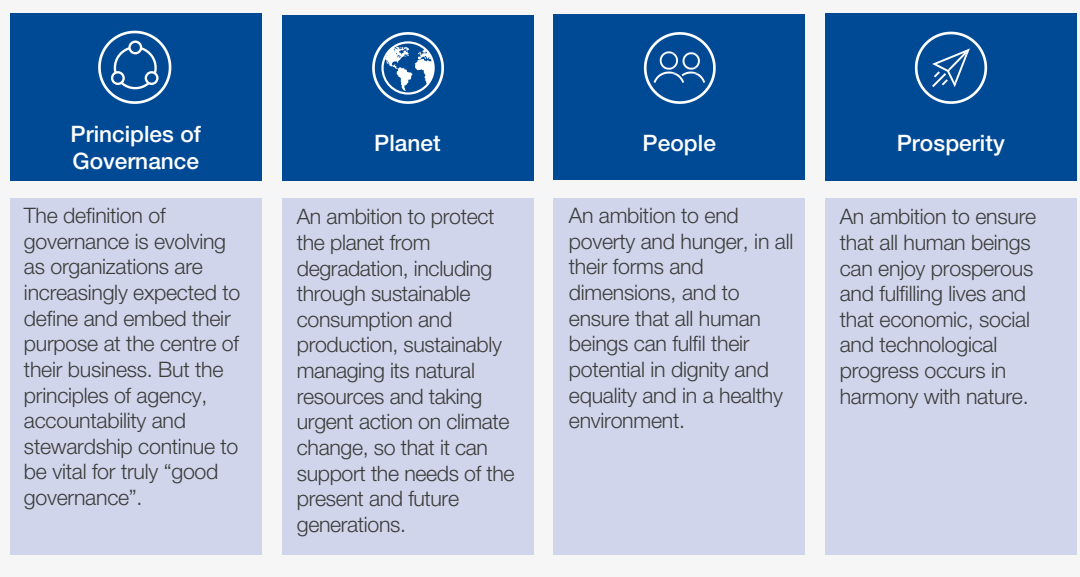 Principles of
Governance
The definition of
governance is evolving
as organizations are
increasingly expected to
define and embed their
purpose at the centre of
their business. But the
principles of agency,
accountability and
stewardship continue to
be vital for truly “good
governance”.
Planet
An ambition to protect
the planet from
degradation, including
through sustainable
consumption and
production, sustainably
managing its natural
resources and taking
urgent action on climate
change, so that it can
support the needs of the
present and future
generations.
People
An ambition to end
poverty and hunger, in all
their forms and
dimensions, and to
ensure that all human
beings can fulfil their
potential in dignity and
equality and in a healthy
environment.
Prosperity
An ambition to ensure
that all human beings
can enjoy prosperous
and fulfilling lives and
that economic, social
and technological
progress occurs in
harmony with nature.